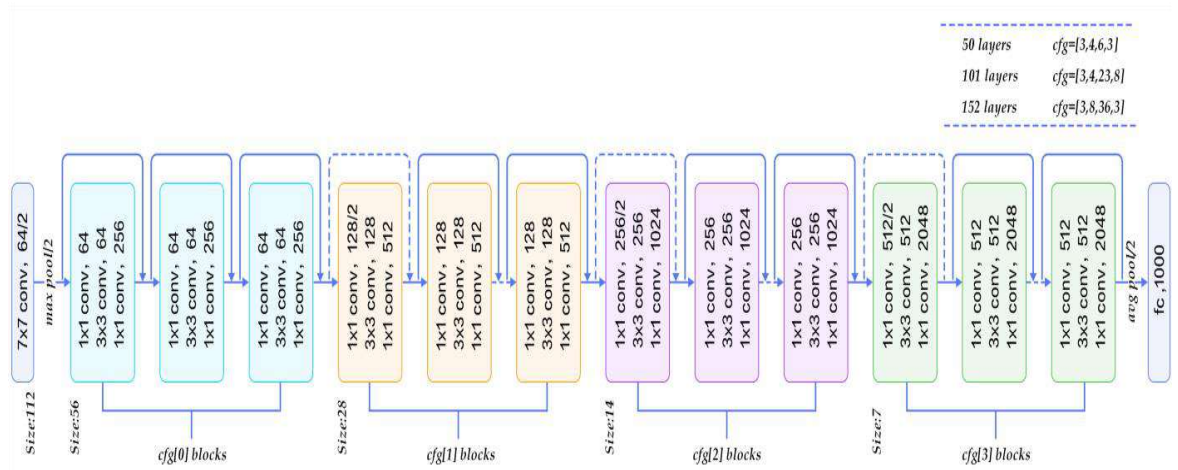 50 layers cfg=[3,4,6,3]
101 layers cfg=[3,4,23,8]
152 layers cfg=[3,8,36,3]
7×7 conv, 64/2
max pool/2
1x1 conv, 64
3x3 conv, 64
1x1 conv, 256
1x1 conv, 64
3x3 conv, 64
1x1 conv, 256
1x1 conv, 64
3x3 conv, 64
1x1 conv, 256
1x1 conv, 128/2
3x3 conv, 128
1x1 conv, 512
1x1 conv, 128
3x3 conv, 128
1x1 conv, 512
1x1 conv, 128
3x3 conv, 128
1x1 conv, 512
1x1 conv, 256/2
3x3 conv, 256
1x1 conv, 1024
1x1 conv, 256
3x3 conv, 256
1x1 conv, 1024
1x1 conv, 256
3x3 conv, 256
1x1 conv, 1024
1x1 conv, 512/2
3x3 conv, 512
1x1 conv, 2048
1x1 conv, 512
3x3 conv, 512
1x1 conv, 2048
1x1 conv, 512
3x3 conv, 512
1x1 conv, 2048
avg pool/2
fc ,1000
Size:112
Size:56
Size:28
Size:14
Size:7
cfg[0] blocks
cfg[1] blocks
cfg[2] blocks
cfg[3] blocks